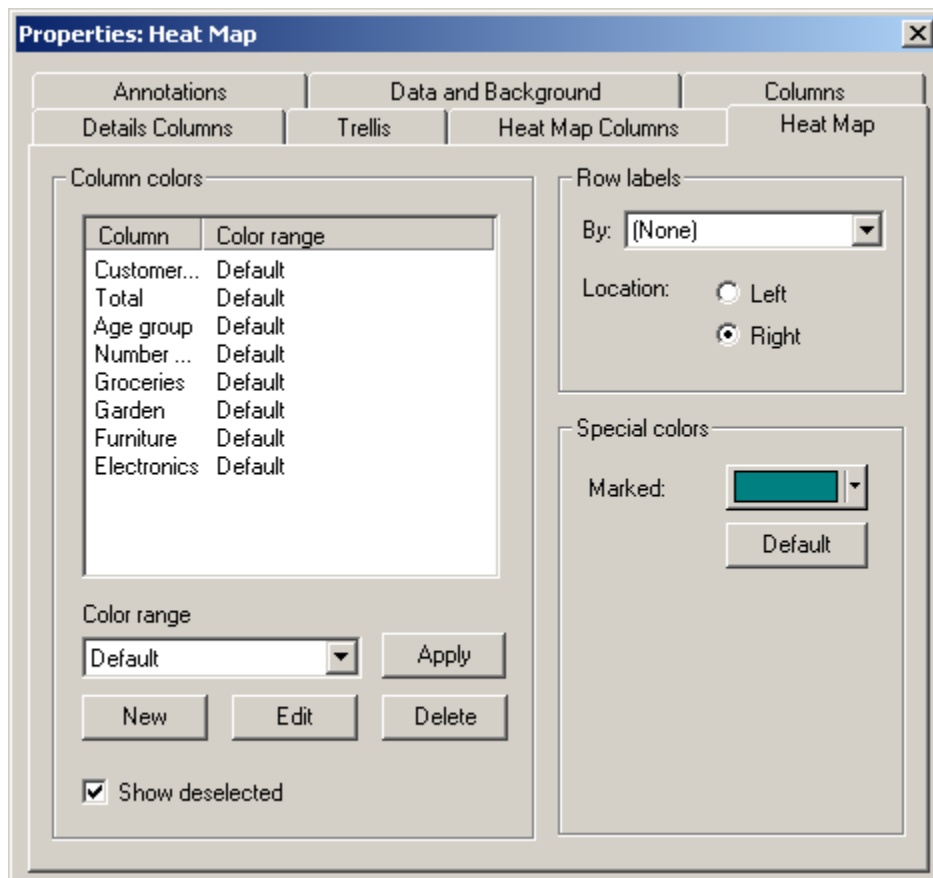 Properties: Heat Map
Annotations Data and Background Columns
Details Columns Trellis Heat Map Columns Heat Map
Column colors
Column Color range
Customer... Default
Total Default
Age group Default
Number ... Default
Groceries Default
Garden Default
Furniture Default
Electronics Default
Color range
Default Apply
New Edit Delete
Show deselected
Row labels
By: (None)
Location: Left
Right
Special colors
Marked:
Default